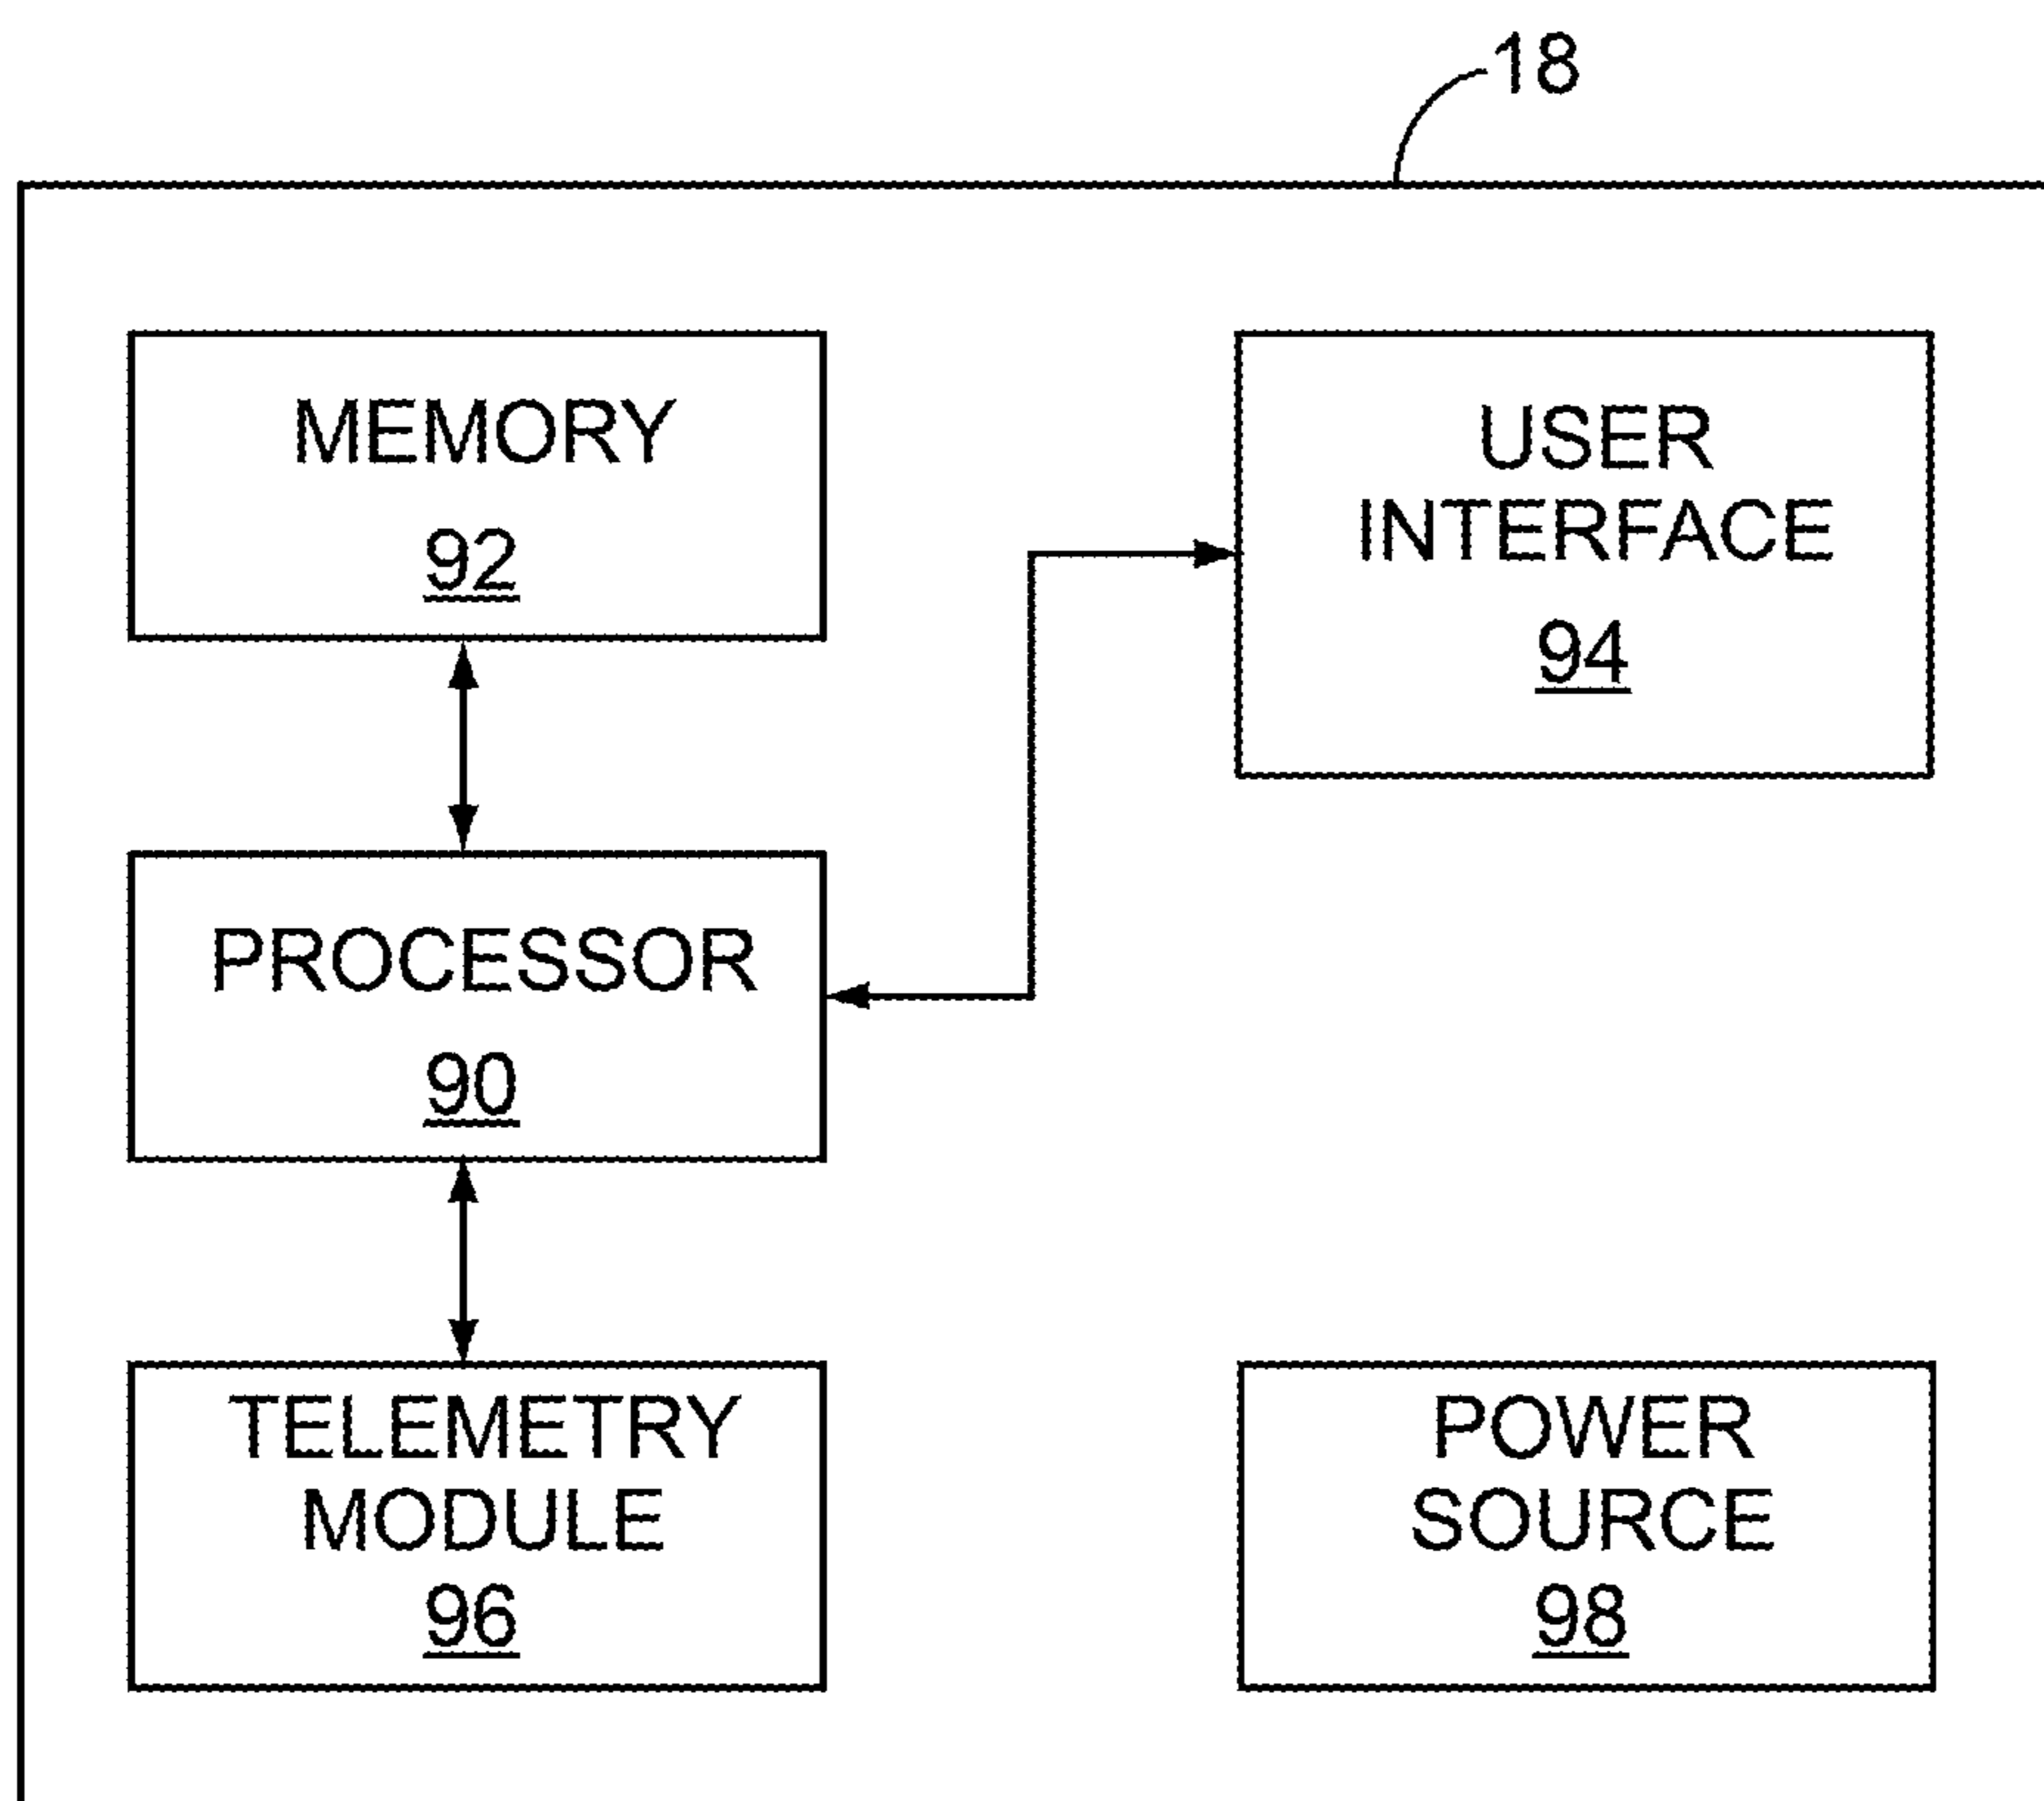 18
MEMORY
92
USER
INTERFACE
94
PROCESSOR
90
TELEMETRY
MODULE
96
POWER
SOURCE
98